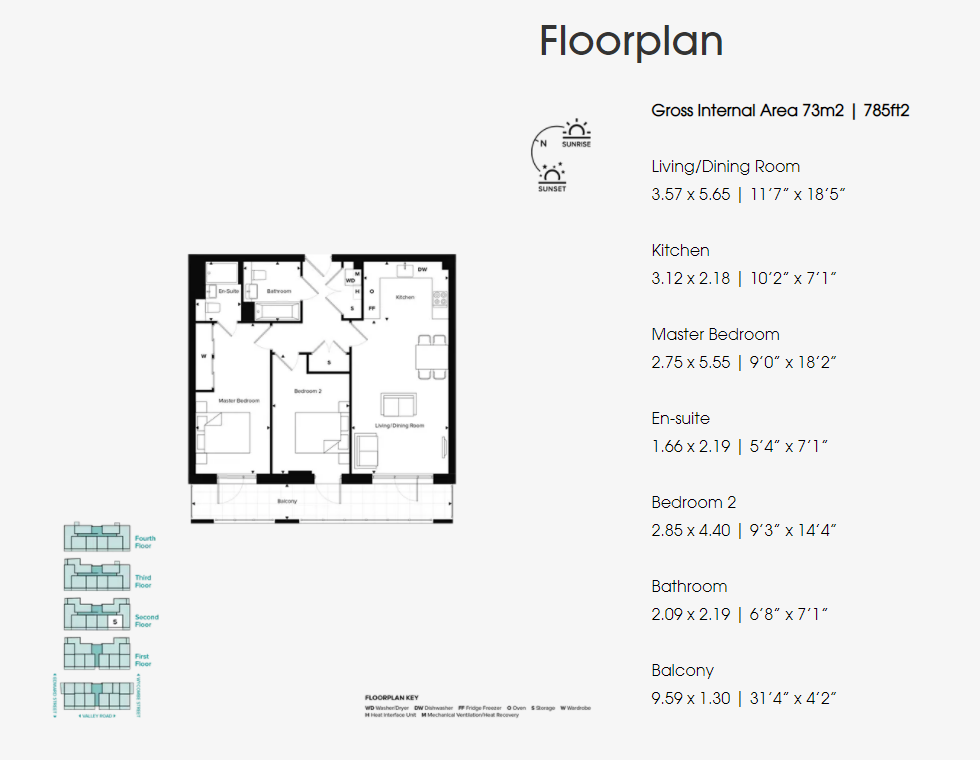 Floorplan
Gross Internal Area 73m2 | 785ft2
N
SUNRISE
SUNSET
Living/Dining Room
3.57 x 5.65 | 11’7” x 18’5”
Kitchen
3.12 x 2.18 | 10’2” x 7’1”
Master Bedroom
2.75 x 5.55 | 9’0” x 18’2”
En-suite
1.66 x 2.19 | 5’4” x 7’1”
Bedroom 2
2.85 x 4.40 | 9’3” x 14’4”
Bathroom
2.09 x 2.19 | 6’8” x 7’1”
Balcony
9.59 x 1.30 | 31’4” x 4’2”
En-Suite
Bathroom
M
WD
H
S
DW
O
FF
Kitchen
W
S
Master Bedroom
Bedroom 2
Living/Dining Room
Balcony
Fourth
Floor
Third
Floor
Second
Floor
S
First
Floor
VALLEY ROAD
FLOORPLAN KEY
WD Washer/Dryer DW Dishwasher FF Fridge Freezer O Oven S Storage W Wardrobe
H Heat Interface Unit M Mechanical Ventilation/Heat Recovery